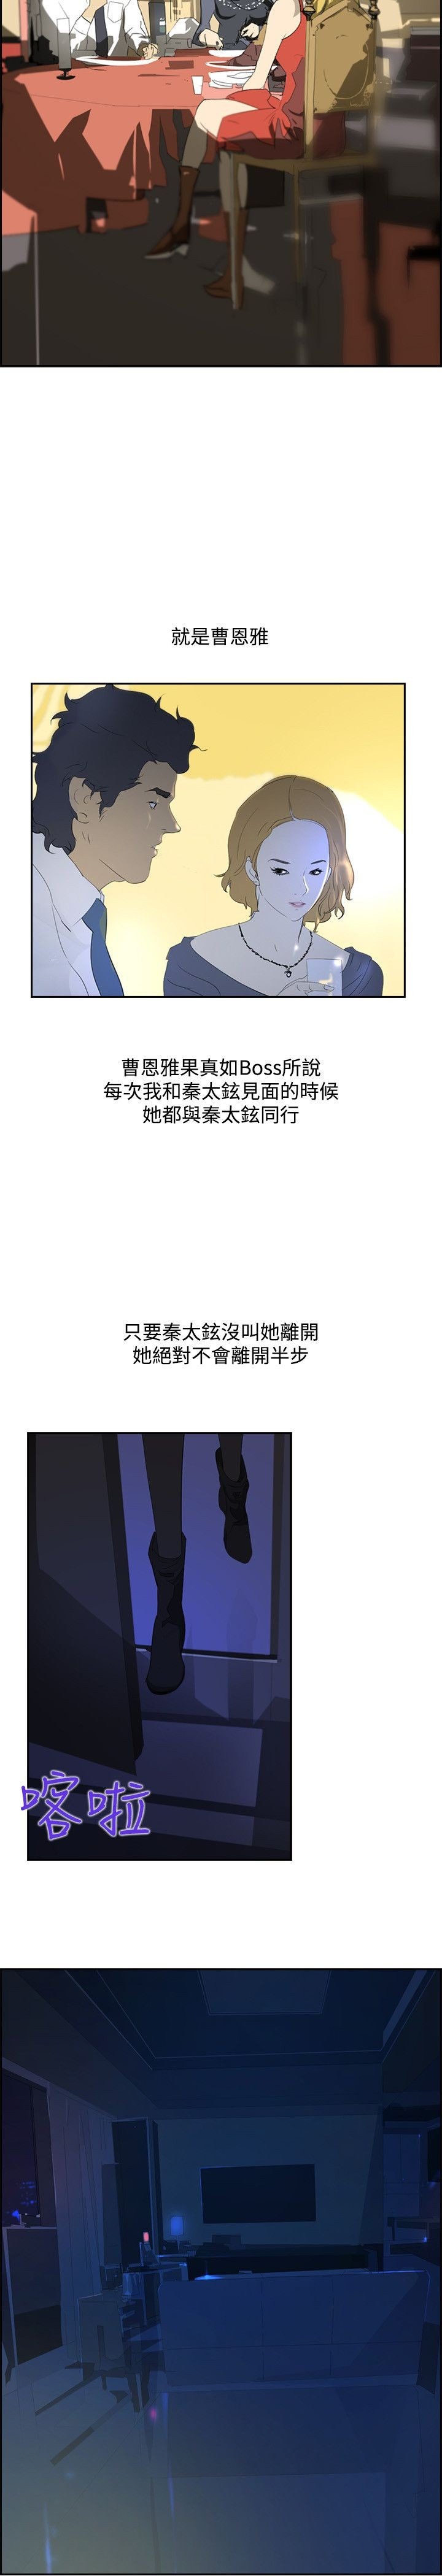 就是曹恩雅
曹恩雅果真如Boss所說
每次我和秦太鉉見面的時候
她都與秦太鉉同行
只要秦太鉉沒叫她離開
她絕對不會離開半步
喀啦